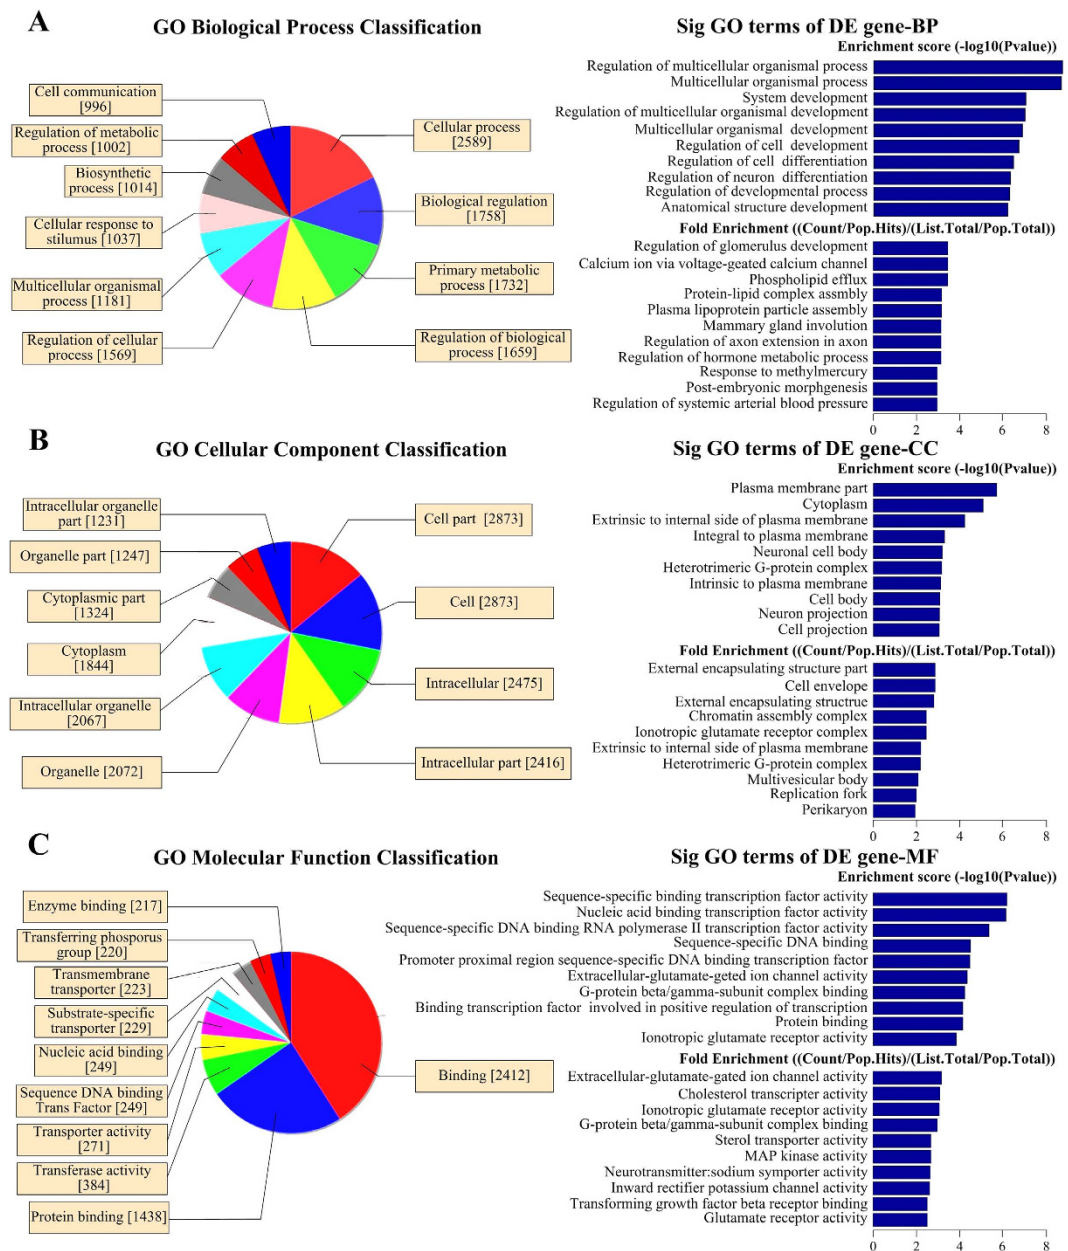 A
GO Biological Process Classification
Cell communication
[996]
Regulation of metabolic
process [1002]
Biosynthetic
process [1014]
Cellular response to
stilumus [1037]
Multicellular organismal
process [1181]
Regulation of cellular
process [1569]
Cellular process
[2589]
Biological regulation
[1758]
Primary metabolic
process [1732]
Regulation of biological
process [1659]
Sig GO terms of DE gene-BP
Enrichment score (-log10(Pvalue))
Regulation of multicellular organismal process
Multicellular organismal process
System development
Regulation of multicellular organismal development
Multicellular organismal development
Regulation of cell development
Regulation of cell differentiation
Regulation of neuron differentiation
Regulation of developmental process
Anatomical structure development
Fold Enrichment ((Count/Pop.Hits)/(List.Total/Pop.Total))
Regulation of glomerulus development
Calcium ion via voltage-geated calcium channel
Phospholipid efflux
Protein-lipid complex assmbly
Plasma lipoprotein particle assembly
Mammary gland involution
Regulation of axon extension in axon
Regulation of hormone metabolic process
Response to methylmercury
Post-embryonic morphgenesis
Regulation of systemic arterial blood pressure
0 2 4 6 8
B
GO Cellular Component Classification
Intracellular organelle
part [1231]
Organelle part [1247]
Cytoplasmic part
[1324]
Cytoplasm
[1844]
Intracellular organelle
[2067]
Organelle [2072]
Cell part [2873]
Cell [2873]
Intracellular [2475]
Intracellular part [2416]
Sig GO terms of DE gene-CC
Enrichment score (-log10(Pvalue))
Plasma membrane part
Cytoplasm
Extrinsic to internal side of plasma membrane
Integral to plasma membrane
Neuronal cell body
Heterotrimeric G-protein complex
Intrinsic to plasma membrane
Cell body
Neuron projection
Cell projection
Fold Enrichment ((Count/Pop.Hits)/(List.Total/Pop.Total))
External encapsulating structure part
Cell envelope
External encapsulating structrue
Chromatin assembly complex
Ionotropic glutamate receptor complex
Extrinsic to internal side of plasma membrane
Heterotrimeric G-protein complex
Multivesicular body
Replication fork
Perikaryon
0 2 4 6 8
C
GO Molecular Function Classification
Enzyme binding [217]
Transferring phosporus
group [220]
Transmembrane
transporter [223]
Substrate-specific
transporter [229]
Nucleic acid binding
[249]
Sequence DNA binding
Trans Factor [249]
Transporter activity
[271]
Transferase activity
[384]
Protein binding [1438]
Binding [2412]
Sig GO terms of DE gene-MF
Enrichment score (-log10(Pvalue))
Sequence-specific binding transcription factor activity
Nucleic acid binding transcription factor activity
Sequence-specific DNA binding RNA polymerase II transcription factor activity
Sequence-specific DNA binding
Promoter proximal region sequence-specific DNA binding transcription factor
Extracellular-glutamate-geted ion channel activity
G-protein beta/gamma-subunit complex binding
Binding transcription factor involved in positive regulation of transcription
Protein binding
Ionotropic glutamate receptor activity
Fold Enrichment ((Count/Pop.Hits)/(List.Total/Pop.Total))
Extracellular-glutamate-gated ion channel activity
Cholesterol transcripter activity
Ionotropic glutamate receptor activity
G-protein beta/gamma-subunit complex binding
Sterol transporter activity
MAP kinase activity
Neurotransmitter:sodium symporter activity
Inward rectifier potassium channel activity
Transforming growth factor beta receptor binding
Glutamate receptor activity
0 2 4 6 8